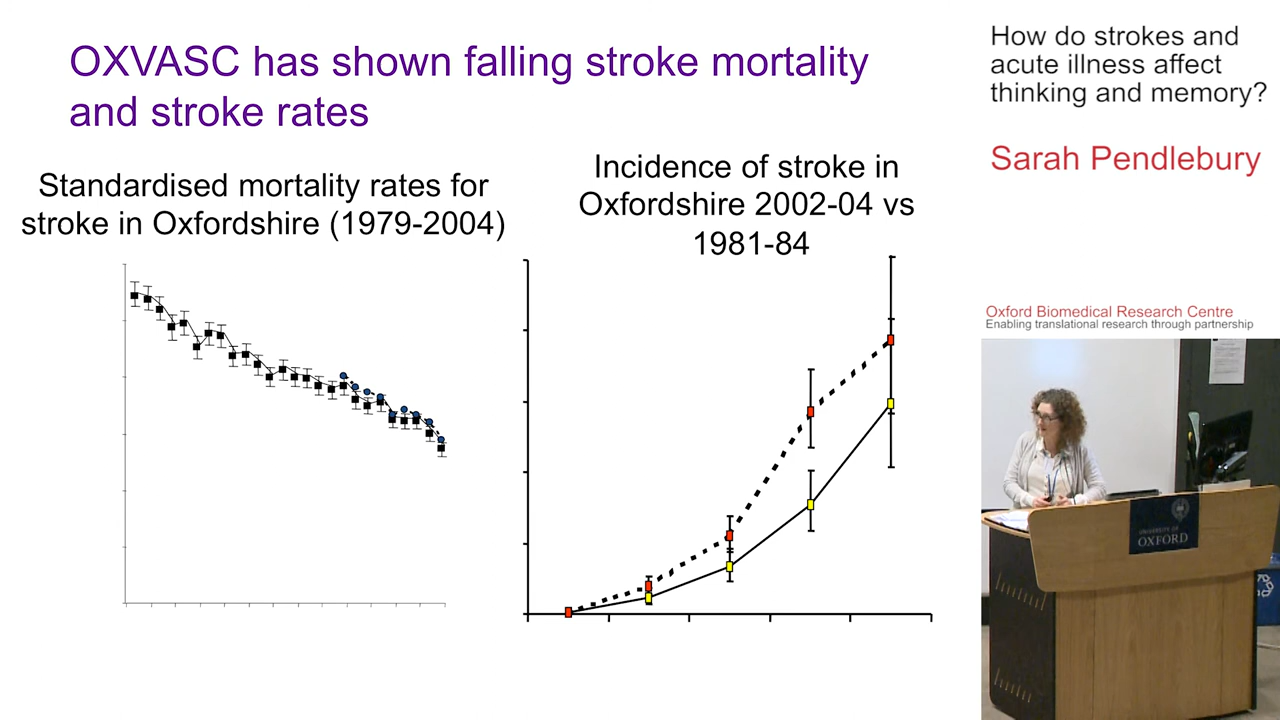 OXVASC has shown falling stroke mortality
and stroke rates
Standardised mortality rates for
stroke in Oxfordshire (1979-2004)
Incidence of stroke in
Oxfordshire 2002-04 vs
1981-84
How do strokes and
acute illness affect
thinking and memory?
Sarah Pendlebury
Oxford Biomedical Research Centre
Enabling translational research through partnership
UNIVERSITY OF
OXFORD